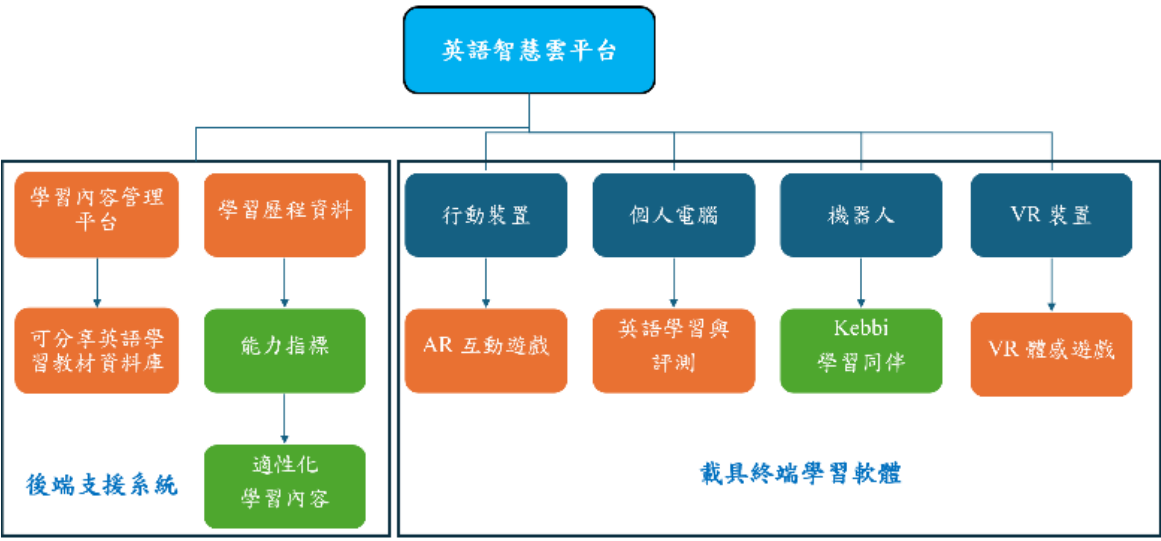 英語智慧雲平台
學習內容管理
平台
學習歷程資料
可分享英語學
習教材資料庫
能力指標
適性化
學習內容
後端支援系統
行動裝置
個人電腦
機器人
VR 裝置
AR 互動遊戲
英語學習與
評測
Kebbi
學習同伴
VR 體感遊戲
載具終端學習軟體